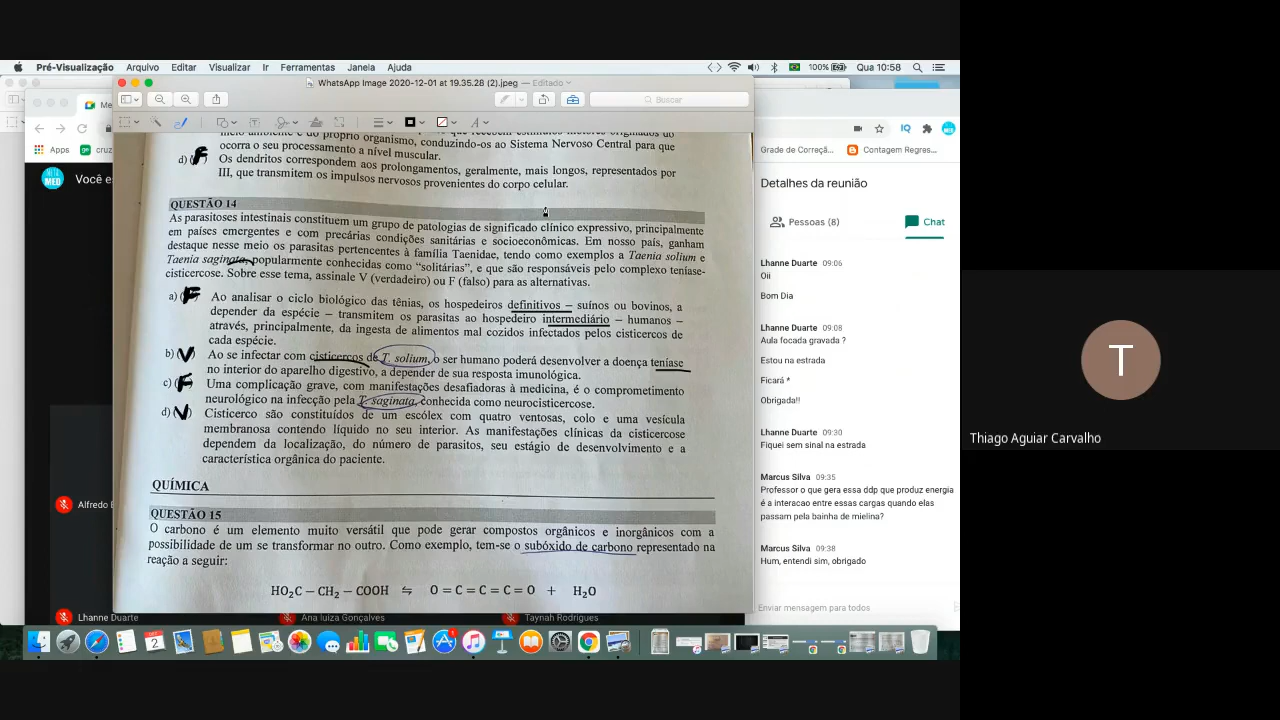 Pré-Visualização Arquivo Editar Visualizar Ir Ferramentas Janela Ajuda 100% Qua 10:58
WhatsApp Image 2020-12-01 at 19.35.28 (2).jpeg — Editado
Buscar
Apps
Você e
Alfredo
Lhanne Duarte
Ana luiza Gonçalves
Taynah Rodrigues
ocorra o seu processamento a nível muscular.
d) F Os dendritos correspondem aos prolongamentos, geralmente, mais longos, representados por
III, que transmitem os impulsos nervosos provenientes do corpo celular.
QUESTÃO 14
As parasitoses intestinais constituem um grupo de patologias de significado clínico expressivo, principalmente
em países emergentes e com precárias condições sanitárias e socioeconômicas. Em nosso país, ganham
destaque nesse meio os parasitas pertencentes à família Taenidae, tendo como exemplos a Taenia solium e
Taenia saginata, popularmente conhecidas como “solitárias”, e que são responsáveis pelo complexo teníase-
cisticercose. Sobre esse tema, assinale V (verdadeiro) ou F (falso) para as alternativas.
a) (F Ao analisar o ciclo biológico das tênias, os hospedeiros definitivos – suínos ou bovinos, a
depender da espécie – transmitem os parasitas ao hospedeiro intermediário – humanos –
através, principalmente, da ingesta de alimentos mal cozidos infectados pelos cisticercos de
cada espécie.
b) V Ao se infectar com cisticercos de T. solium, o ser humano poderá desenvolver a doença teníase
no interior do aparelho digestivo, a depender de sua resposta imunológica.
c) (F Uma complicação grave, com manifestações desafiadoras à medicina, é o comprometimento
neurológico na infecção pela T. saginata, conhecida como neurocisticercose.
d) V Cisticerco são constituídos de um escólex com quatro ventosas, colo e uma vesícula
membranosa contendo líquido no seu interior. As manifestações clínicas da cisticercose
dependem da localização, do número de parasitos, seu estágio de desenvolvimento e a
característica orgânica do paciente.
QUÍMICA
QUESTÃO 15
O carbono é um elemento muito versátil que pode gerar compostos orgânicos e inorgânicos com a
possibilidade de um se transformar no outro. Como exemplo, tem-se o subóxido de carbono representado na
reação a seguir:
HO₂C – CH₂ – COOH ⇋ O = C = C = C = O + H₂O
Grade de Correçã... Contagem Regres...
Detalhes da reunião
Pessoas (8) Chat
Lhanne Duarte 09:06
Oii
Bom Dia
Lhanne Duarte 09:08
Aula focada gravada ?
Estou na estrada
Ficará *
Obrigada!!
Lhanne Duarte 09:30
Fiquei sem sinal na estrada
Marcus Silva 09:35
Professor o que gera essa ddp que produz energia
é a interacao entre essas cargas quando elas
passam pela bainha de mielina?
Marcus Silva 09:38
Hum, entendi sim, obrigado
Enviar mensagem para todos
T
Thiago Aguiar Carvalho